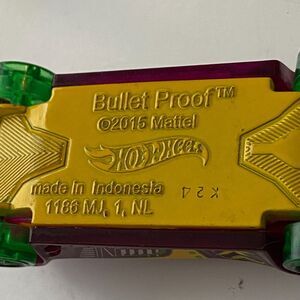 Bullet Proof™
©2015 Mattel
HOT WHEELS
made in Indonesia
K24
1186 MJ, 1, NL